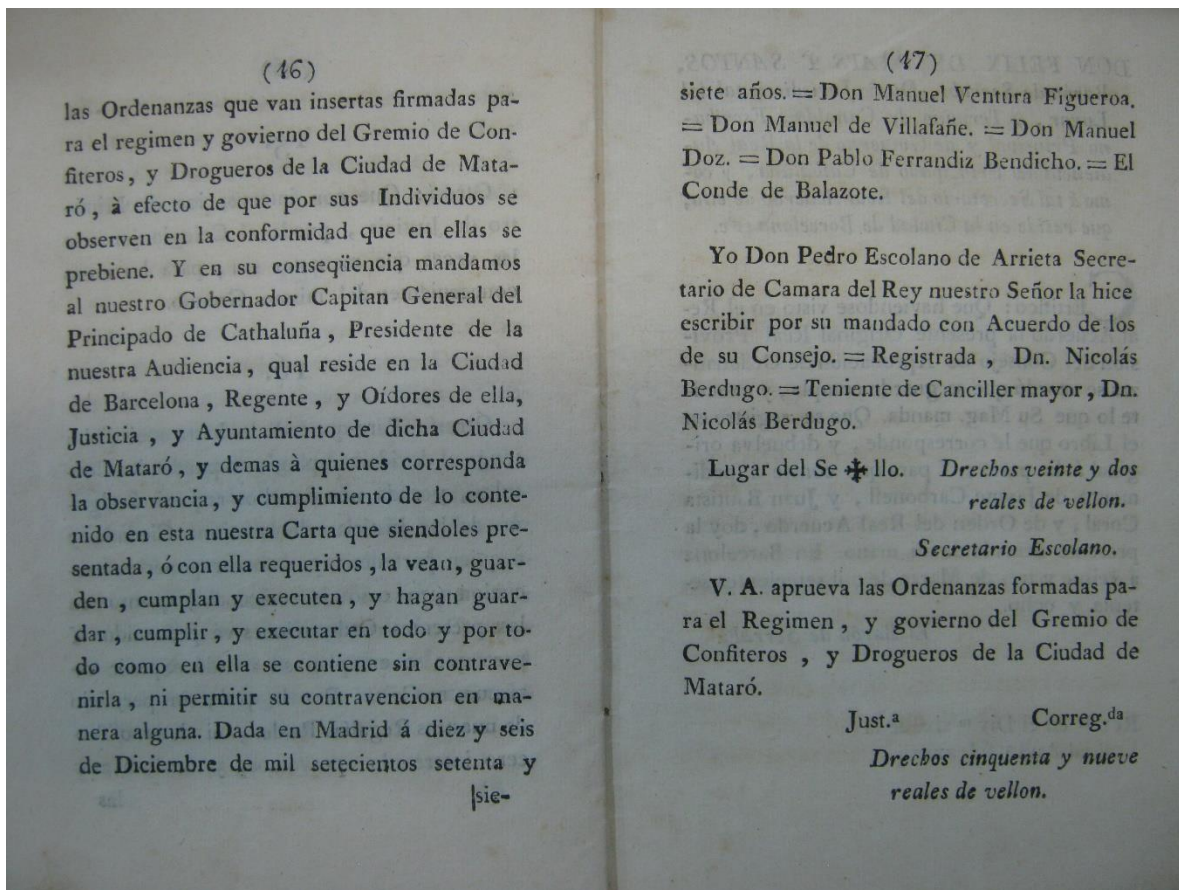 (16)
las Ordenanzas que van insertas firmadas pa-
ra el regimen y govierno del Gremio de Con-
fiteros, y Drogueros de la Ciudad de Mata-
ró, à efecto de que por sus Individuos se
observen en la conformidad que en ellas se
prebiene. Y en su conseqüencia mandamos
al nuestro Gobernador Capitan General del
Principado de Cathaluña, Presidente de la
nuestra Audiencia, qual reside en la Ciudad
de Barcelona, Regente, y Oídores de ella,
Justicia, y Ayuntamiento de dicha Ciudad
de Mataró, y demas à quienes corresponda
la observancia, y cumplimiento de lo conte-
nido en esta nuestra Carta que siendoles pre-
sentada, ó con ella requeridos, la vean, guar-
den, cumplan y executen, y hagan guar-
dar, cumplir, y executar en todo y por to-
do como en ella se contiene sin contrave-
nirla, ni permitir su contravencion en ma-
nera alguna. Dada en Madrid á diez y seis
de Diciembre de mil setecientos setenta y
sie-
(17)
siete años. = Don Manuel Ventura Figueroa.
= Don Manuel de Villafañe. = Don Manuel
Doz. = Don Pablo Ferrandiz Bendicho. = El
Conde de Balazote.
Yo Don Pedro Escolano de Arrieta Secre-
tario de Camara del Rey nuestro Señor la hice
escribir por su mandado con Acuerdo de los
de su Consejo. = Registrada, Dn. Nicolás
Berdugo. = Teniente de Canciller mayor, Dn.
Nicolás Berdugo.
Lugar del Se ✠ llo. Drechos veinte y dos
reales de vellon.
Secretario Escolano.
V. A. aprueva las Ordenanzas formadas pa-
ra el Regimen, y govierno del Gremio de
Confiteros, y Drogueros de la Ciudad de
Mataró.
Just.ª Correg.da
Drechos cinquenta y nueve
reales de vellon.